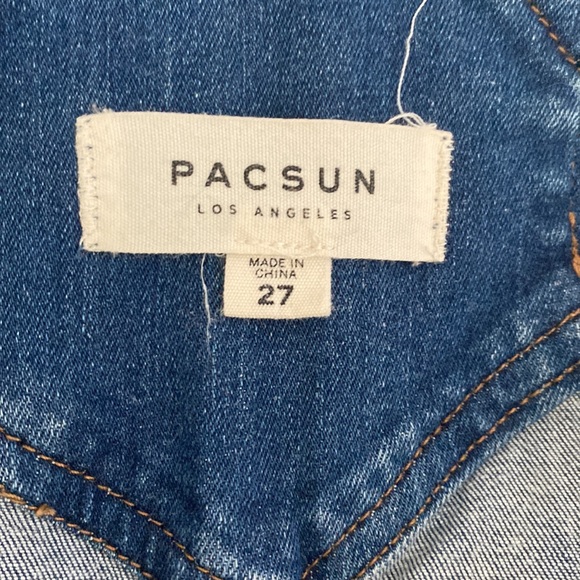 PACSUN
LOS ANGELES
MADE IN
CHINA
27